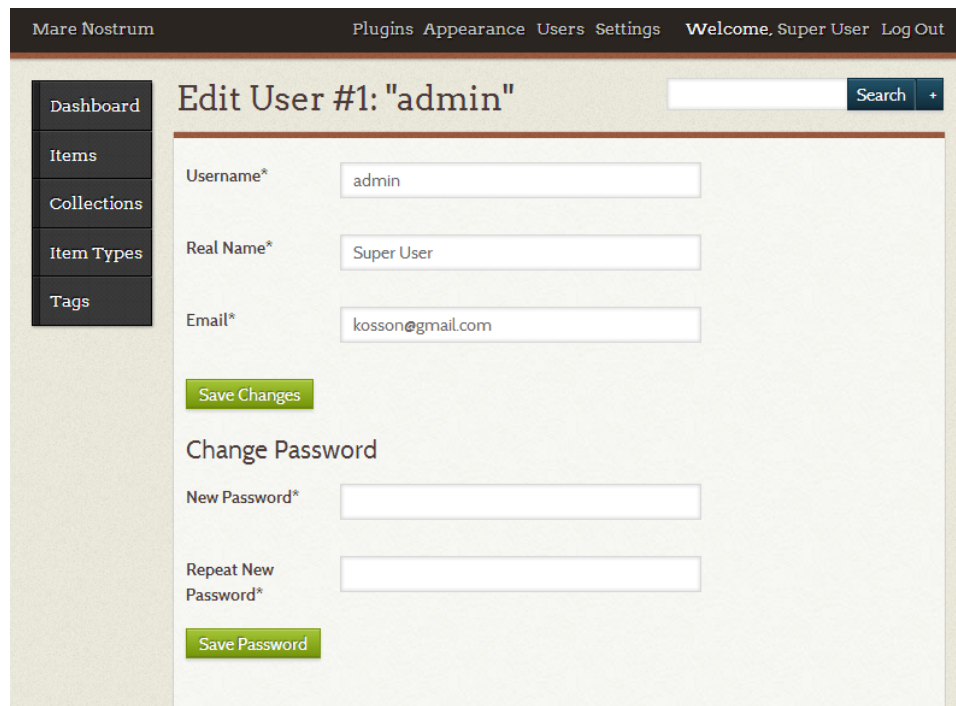 Mare Nostrum Plugins Appearance Users Settings Welcome, Super User Log Out
Dashboard
Items
Collections
Item Types
Tags
Edit User #1: "admin"
Search +
Username* admin
Real Name* Super User
Email* kosson@gmail.com
Save Changes
Change Password
New Password*
Repeat New
Password*
Save Password